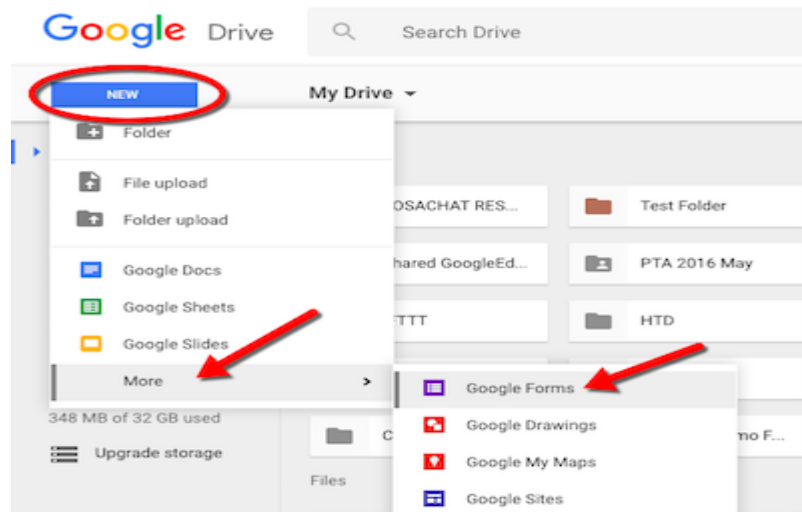 Google Drive
Search Drive
NEW
My Drive
Folder
File upload
Folder upload
Google Docs
Google Sheets
Google Slides
More
348 MB of 32 GB used
Upgrade storage
OSACHAT RES...
Test Folder
hared GoogleEd...
PTA 2016 May
TTT
HTD
Google Forms
Google Drawings
Google My Maps
Google Sites
C
mo F...
Files